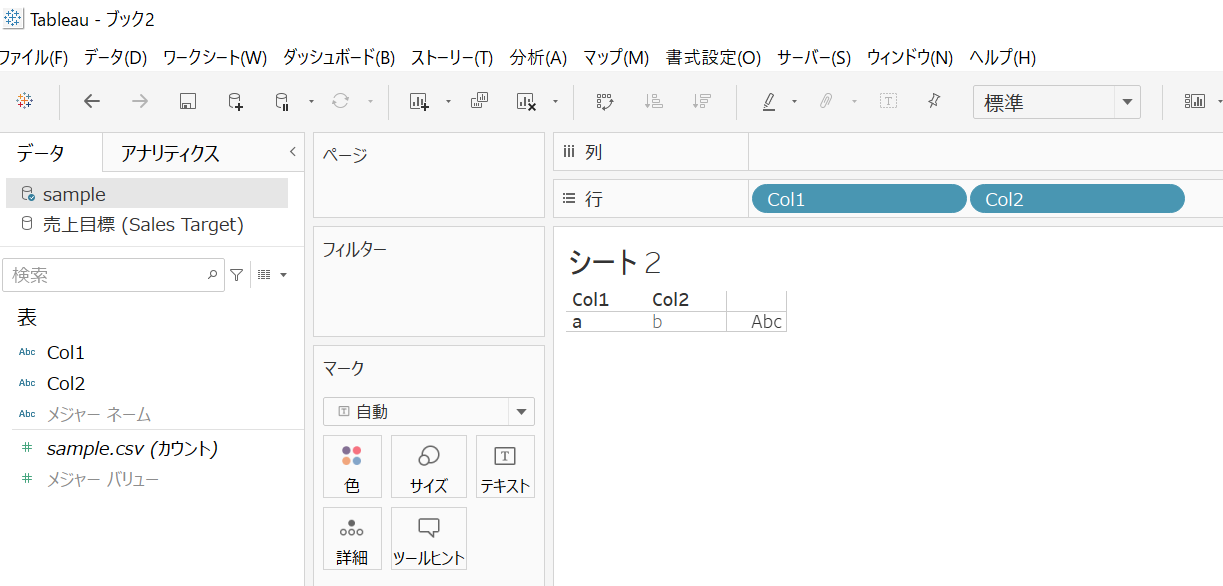 Tableau - ブック2
ファイル(F) データ(D) ワークシート(W) ダッシュボード(B) ストーリー(T) 分析(A) マップ(M) 書式設定(O) サーバー(S) ウィンドウ(N) ヘルプ(H)
標準
データ アナリティクス
sample
売上目標 (Sales Target)
検索
表
Abc Col1
Abc Col2
Abc メジャー ネーム
# sample.csv (カウント)
# メジャー バリュー
ページ
フィルター
マーク
自動
色 サイズ テキスト
詳細 ツールヒント
列
行 Col1 Col2
シート 2
Col1 Col2
a b Abc